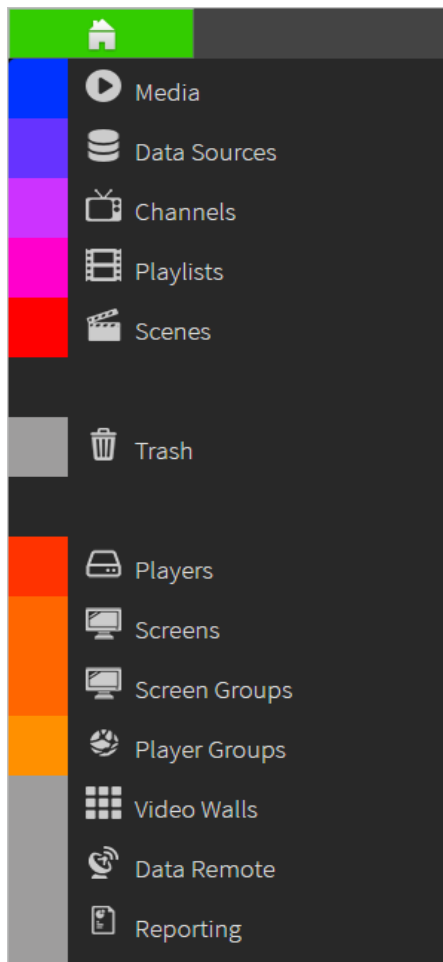 Media
Data Sources
Channels
Playlists
Scenes
Trash
Players
Screens
Screen Groups
Player Groups
Video Walls
Data Remote
Reporting